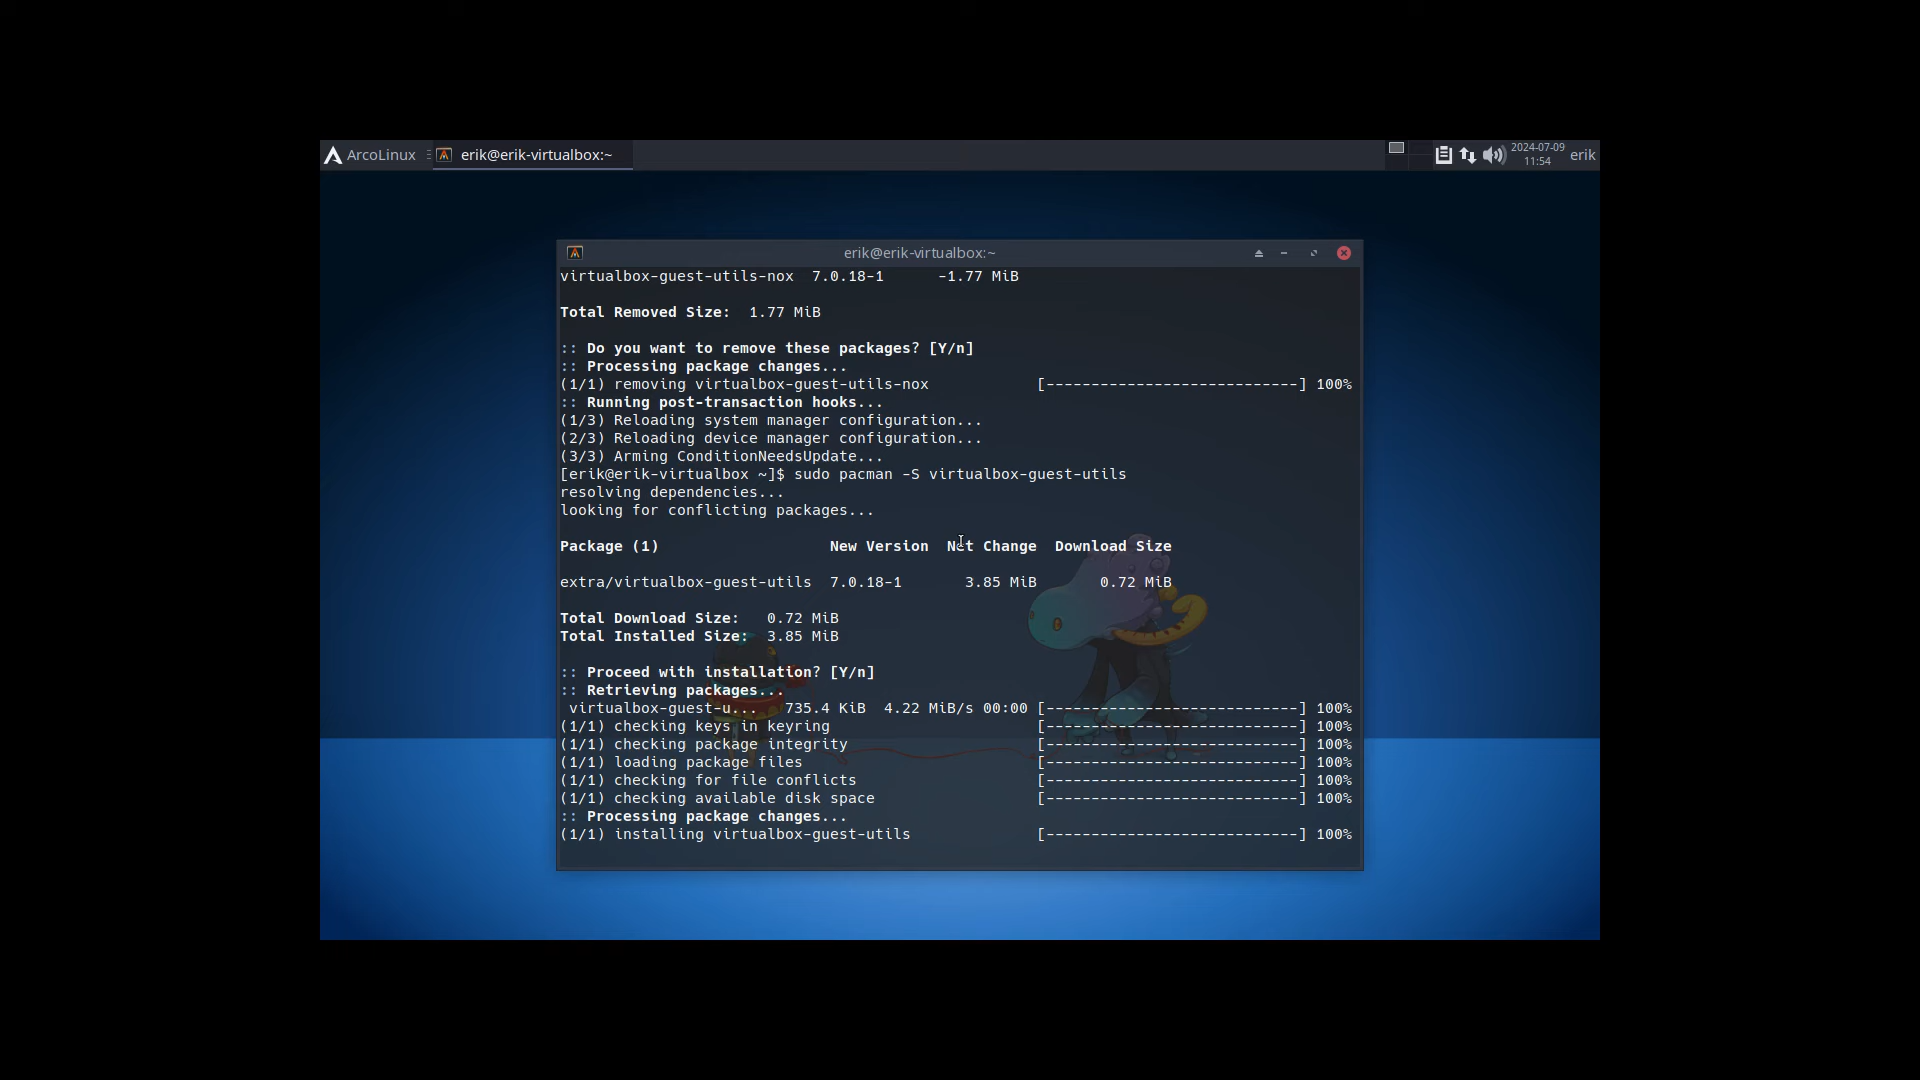 ArcoLinux erik@erik-virtualbox:~ 2024-07-09 erik
11:54
erik@erik-virtualbox:~
virtualbox-guest-utils-nox  7.0.18-1      -1.77 MiB
Total Removed Size:  1.77 MiB
:: Do you want to remove these packages? [Y/n]
:: Processing package changes...
(1/1) removing virtualbox-guest-utils-nox            [----------------------------] 100%
:: Running post-transaction hooks...
(1/3) Reloading system manager configuration...
(2/3) Reloading device manager configuration...
(3/3) Arming ConditionNeedsUpdate...
[erik@erik-virtualbox ~]$ sudo pacman -S virtualbox-guest-utils
resolving dependencies...
looking for conflicting packages...
Package (1)                   New Version  Net Change  Download Size
extra/virtualbox-guest-utils  7.0.18-1       3.85 MiB       0.72 MiB
Total Download Size:   0.72 MiB
Total Installed Size:  3.85 MiB
:: Proceed with installation? [Y/n]
:: Retrieving packages...
virtualbox-guest-u...   735.4 KiB  4.22 MiB/s 00:00 [----------------------------] 100%
(1/1) checking keys in keyring                       [----------------------------] 100%
(1/1) checking package integrity                     [----------------------------] 100%
(1/1) loading package files                          [----------------------------] 100%
(1/1) checking for file conflicts                    [----------------------------] 100%
(1/1) checking available disk space                  [----------------------------] 100%
:: Processing package changes...
(1/1) installing virtualbox-guest-utils              [----------------------------] 100%